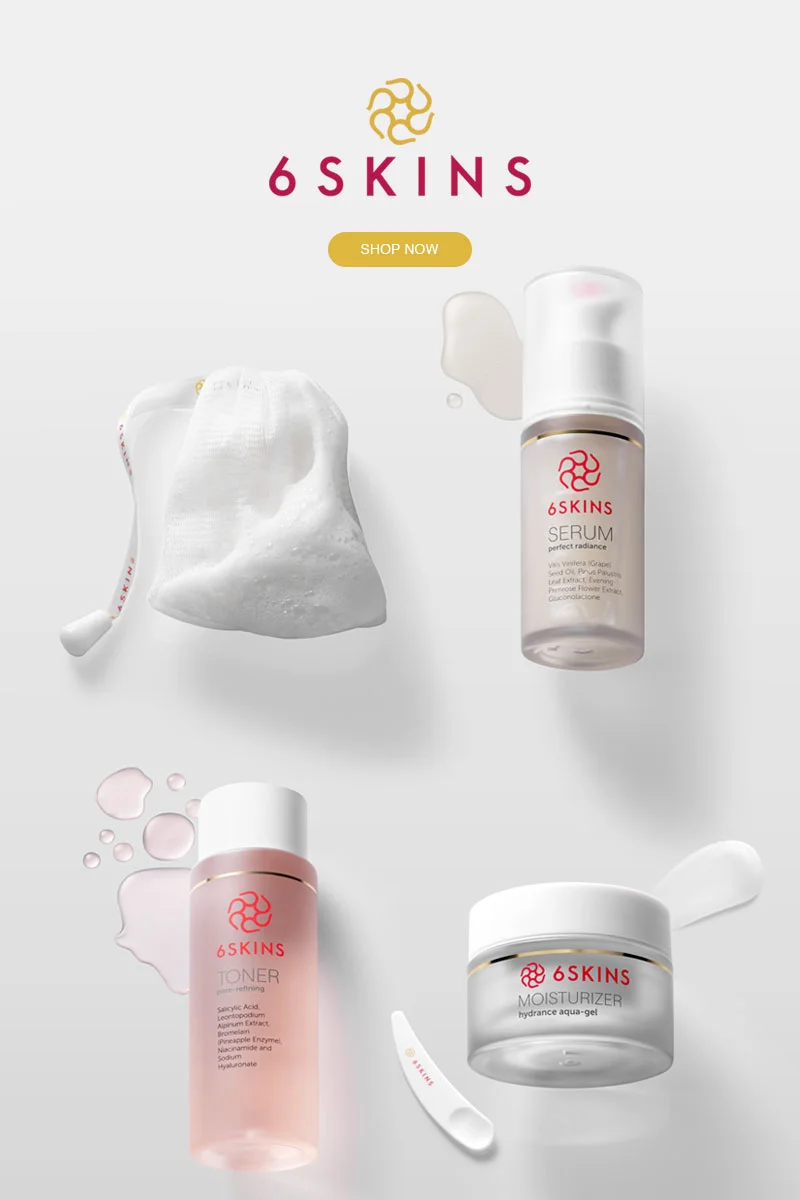 6SKINS
SHOP NOW
6SKINS
6SKINS
6SKINS
SERUM
perfect radiance
Vitis Vinifera (Grape)
Seed Oil, Pinus Palustris
Leaf Extract, Evening
Primrose Flower Extract,
Gluconolactone
6SKINS
TONER
pore-refining
Salicylic Acid,
Leontopodium
Alpinum Extract,
Bromelain
(Pineapple Enzyme),
Niacinamide and
Sodium
Hyaluronate
6SKINS
MOISTURIZER
hydrance aqua-gel
6SKINS